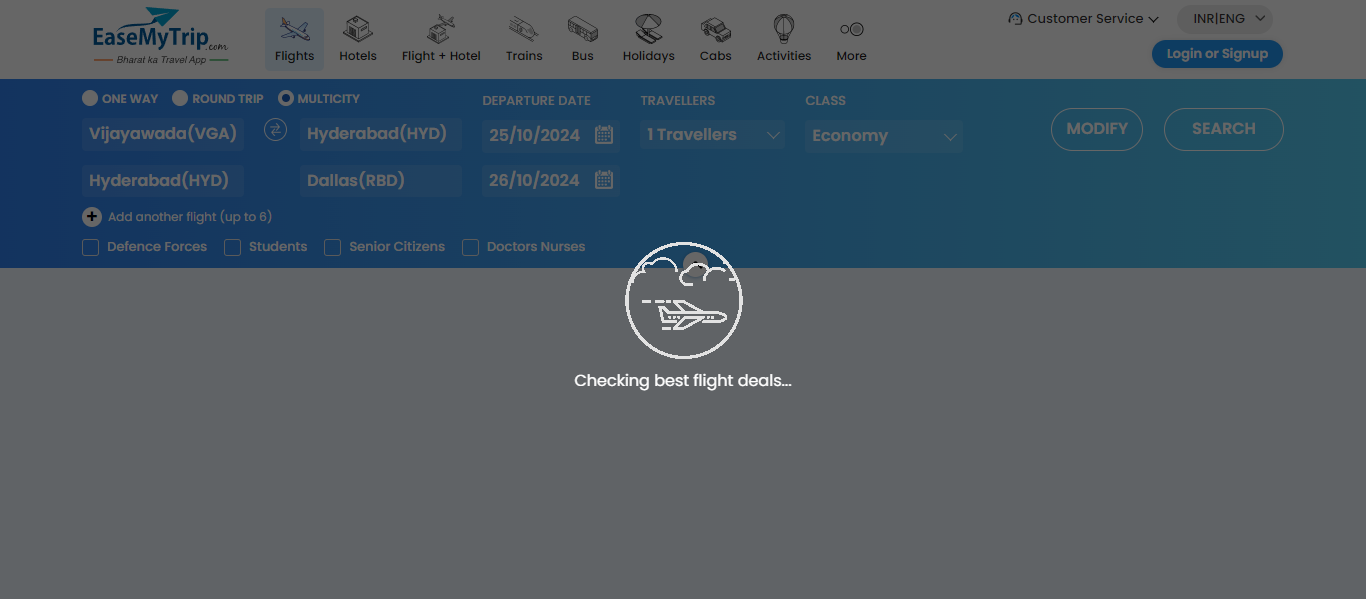 EaseMyTrip.com
Bharat ka Travel App
Flights
Hotels
Flight + Hotel
Trains
Bus
Holidays
Cabs
Activities
More
Customer Service
INR|ENG
Login or Signup
ONE WAY
ROUND TRIP
MULTICITY
DEPARTURE DATE
TRAVELLERS
CLASS
Vijayawada(VGA)
Hyderabad(HYD)
25/10/2024
1 Travellers
Economy
MODIFY
SEARCH
Hyderabad(HYD)
Dallas(RBD)
26/10/2024
Add another flight (up to 6)
Defence Forces
Students
Senior Citizens
Doctors Nurses
Checking best flight deals...